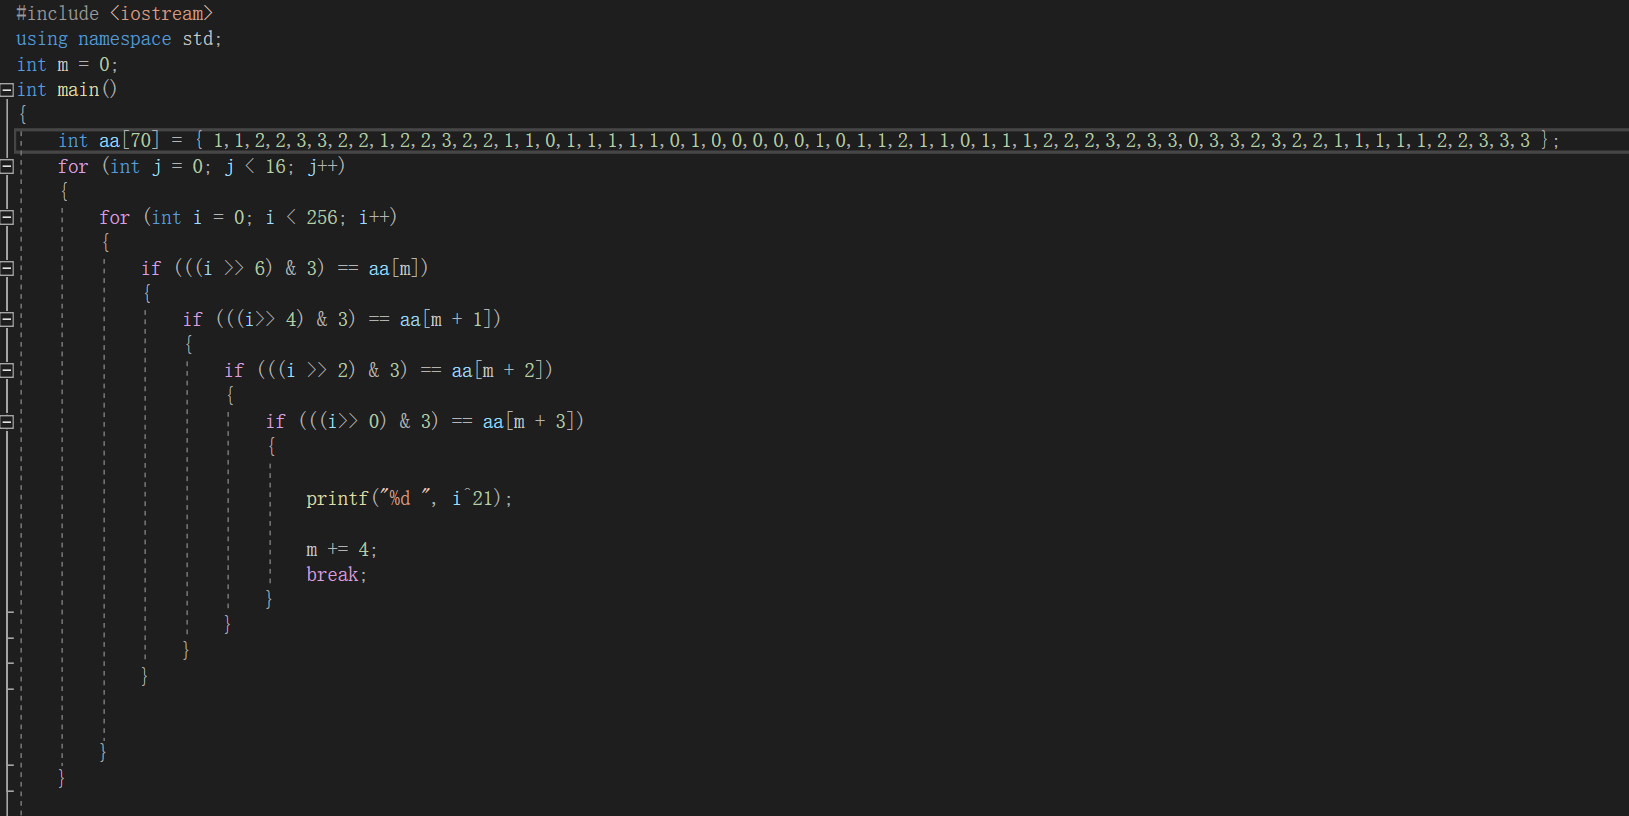 #include <iostream>
using namespace std;
int m = 0;
int main()
{
int aa[70] = { 1,1,2,2,3,3,2,2,1,2,2,3,2,2,1,1,0,1,1,1,1,1,0,1,0,0,0,0,0,1,0,1,1,2,1,1,0,1,1,1,2,2,2,3,2,3,3,0,3,3,2,3,2,2,1,1,1,1,1,2,2,3,3,3 };
for (int j = 0; j < 16; j++)
{
for (int i = 0; i < 256; i++)
{
if (((i >> 6) & 3) == aa[m])
{
if (((i>> 4) & 3) == aa[m + 1])
{
if (((i >> 2) & 3) == aa[m + 2])
{
if (((i>> 0) & 3) == aa[m + 3])
{
printf("%d ", i^21);
m += 4;
break;
}
}
}
}
}
}